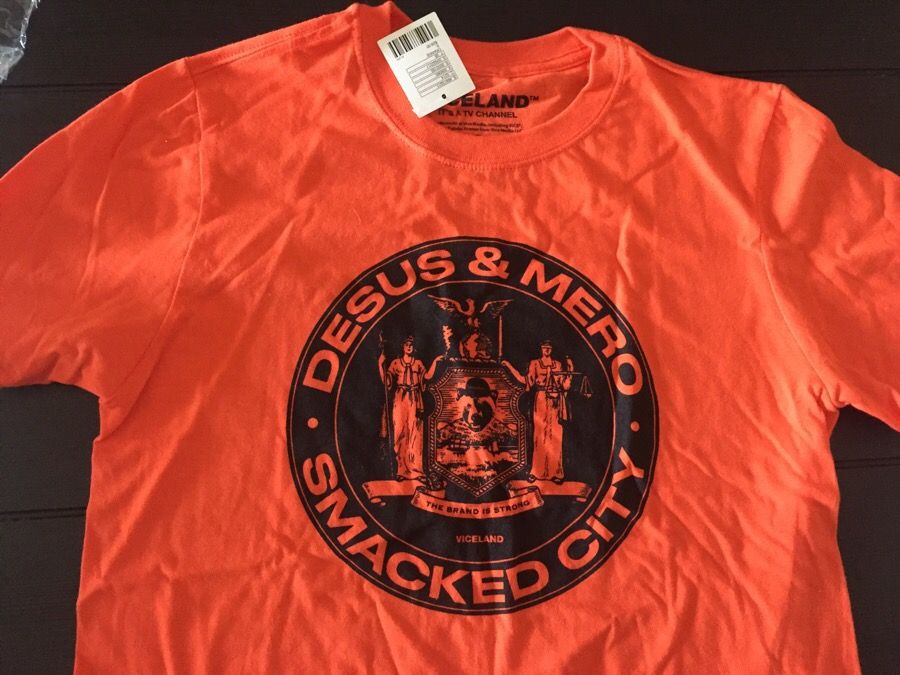 VICELAND™
IT'S A TV CHANNEL
DESUS & MERO
THE BRAND IS STRONG
VICELAND
SMACKED CiTY